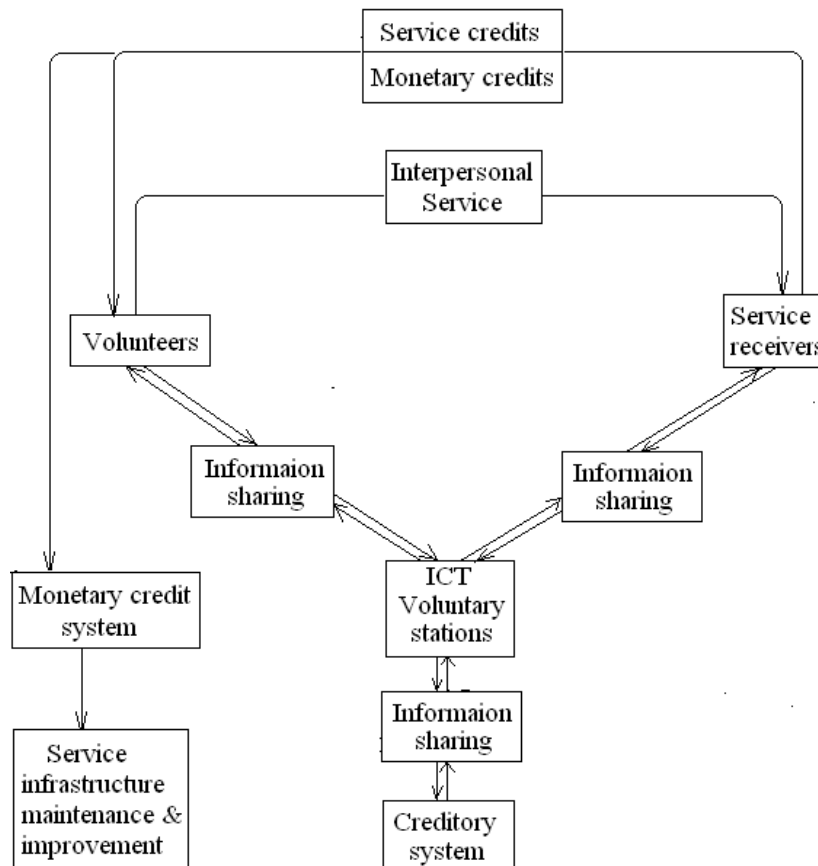 Service credits
Monetary credits
Interpersonal
Service
Volunteers
Service
receivers
Informaion
sharing
Informaion
sharing
ICT
Voluntary
stations
Monetary credit
system
Informaion
sharing
Service
infrastructure
maintenance &
improvement
Creditory
system